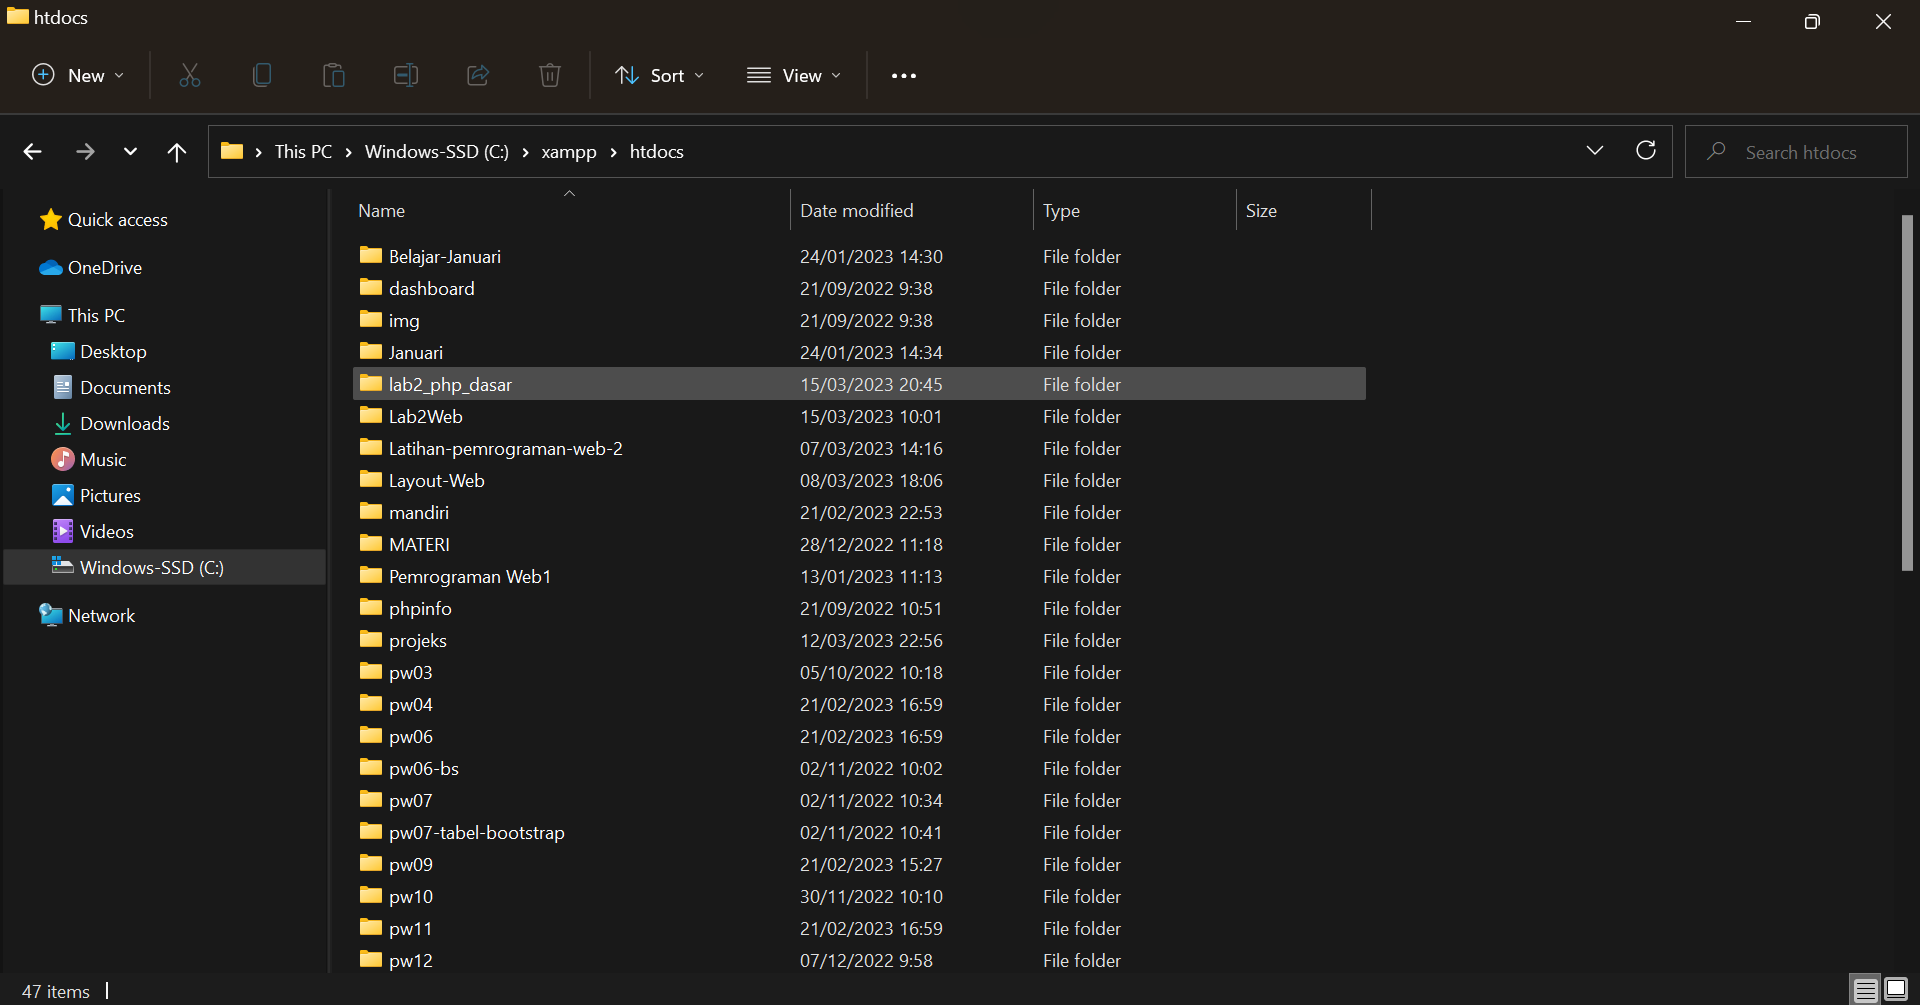 htdocs
New Sort View
This PC Windows-SSD (C:) xampp htdocs Search htdocs
Quick access
OneDrive
This PC
Desktop
Documents
Downloads
Music
Pictures
Videos
Windows-SSD (C:)
Network
Name Date modified Type Size
Belajar-Januari 24/01/2023 14:30 File folder
dashboard 21/09/2022 9:38 File folder
img 21/09/2022 9:38 File folder
Januari 24/01/2023 14:34 File folder
lab2_php_dasar 15/03/2023 20:45 File folder
Lab2Web 15/03/2023 10:01 File folder
Latihan-pemrograman-web-2 07/03/2023 14:16 File folder
Layout-Web 08/03/2023 18:06 File folder
mandiri 21/02/2023 22:53 File folder
MATERI 28/12/2022 11:18 File folder
Pemrograman Web1 13/01/2023 11:13 File folder
phpinfo 21/09/2022 10:51 File folder
projeks 12/03/2023 22:56 File folder
pw03 05/10/2022 10:18 File folder
pw04 21/02/2023 16:59 File folder
pw06 21/02/2023 16:59 File folder
pw06-bs 02/11/2022 10:02 File folder
pw07 02/11/2022 10:34 File folder
pw07-tabel-bootstrap 02/11/2022 10:41 File folder
pw09 21/02/2023 15:27 File folder
pw10 30/11/2022 10:10 File folder
pw11 21/02/2023 16:59 File folder
pw12 07/12/2022 9:58 File folder
47 items